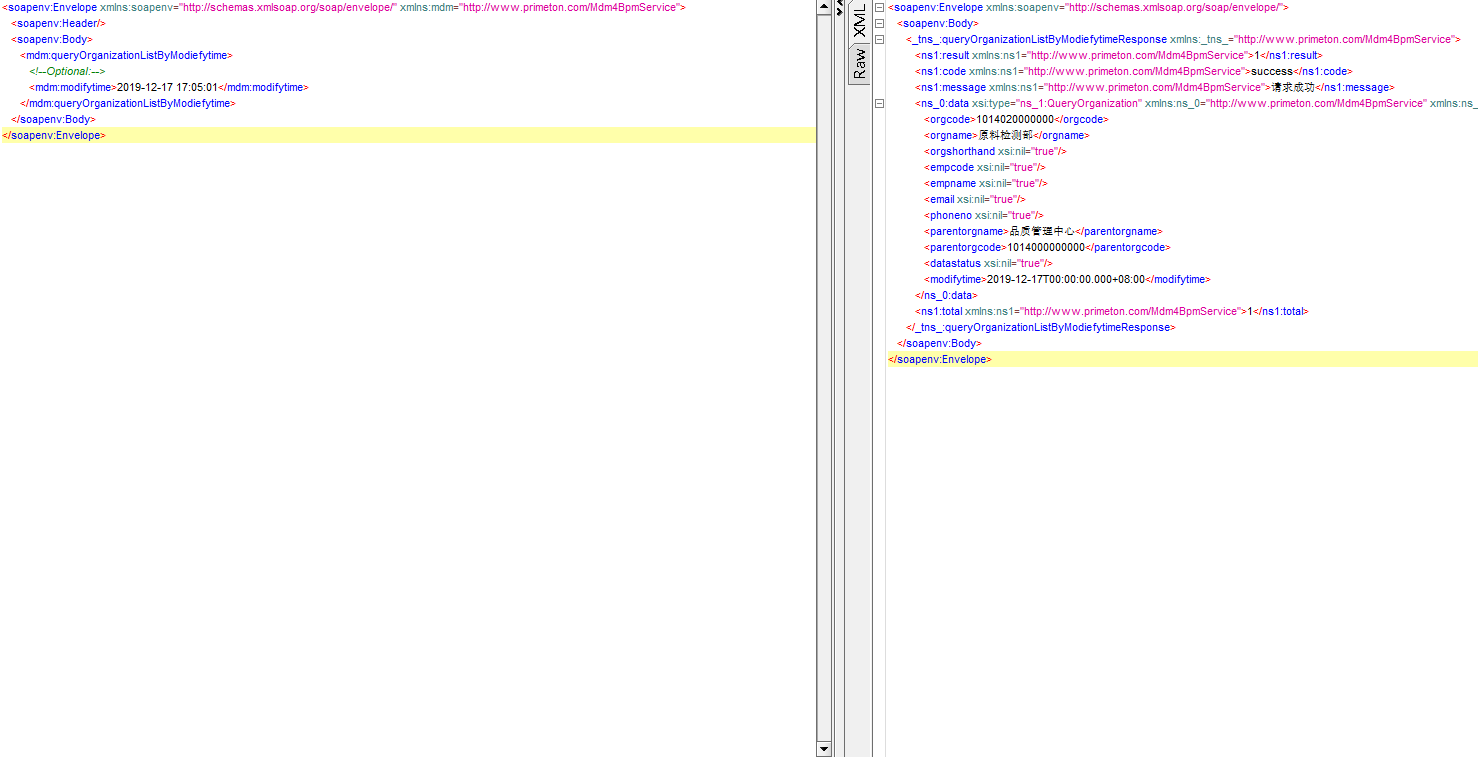 <soapenv:Envelope xmlns:soapenv="http://schemas.xmlsoap.org/soap/envelope/" xmlns:mdm="http://www.primeton.com/Mdm4BpmService">
<soapenv:Header/>
<soapenv:Body>
<mdm:queryOrganizationListByModiefytime>
<!--Optional:-->
<mdm:modifytime>2019-12-17 17:05:01</mdm:modifytime>
</mdm:queryOrganizationListByModiefytime>
</soapenv:Body>
</soapenv:Envelope>
XML
Raw
<soapenv:Envelope xmlns:soapenv="http://schemas.xmlsoap.org/soap/envelope/">
<soapenv:Body>
<_tns_:queryOrganizationListByModiefytimeResponse xmlns:_tns_="http://www.primeton.com/Mdm4BpmService">
<ns1:result xmlns:ns1="http://www.primeton.com/Mdm4BpmService">1</ns1:result>
<ns1:code xmlns:ns1="http://www.primeton.com/Mdm4BpmService">success</ns1:code>
<ns1:message xmlns:ns1="http://www.primeton.com/Mdm4BpmService">请求成功</ns1:message>
<ns_0:data xsi:type="ns_1:QueryOrganization" xmlns:ns_0="http://www.primeton.com/Mdm4BpmService" xmlns:ns_
<orgcode>1014020000000</orgcode>
<orgname>原料检测部</orgname>
<orgshorthand xsi:nil="true"/>
<empcode xsi:nil="true"/>
<empname xsi:nil="true"/>
<email xsi:nil="true"/>
<phoneno xsi:nil="true"/>
<parentorgname>品质管理中心</parentorgname>
<parentorgcode>1014000000000</parentorgcode>
<datastatus xsi:nil="true"/>
<modifytime>2019-12-17T00:00:00.000+08:00</modifytime>
</ns_0:data>
<ns1:total xmlns:ns1="http://www.primeton.com/Mdm4BpmService">1</ns1:total>
</_tns_:queryOrganizationListByModiefytimeResponse>
</soapenv:Body>
</soapenv:Envelope>